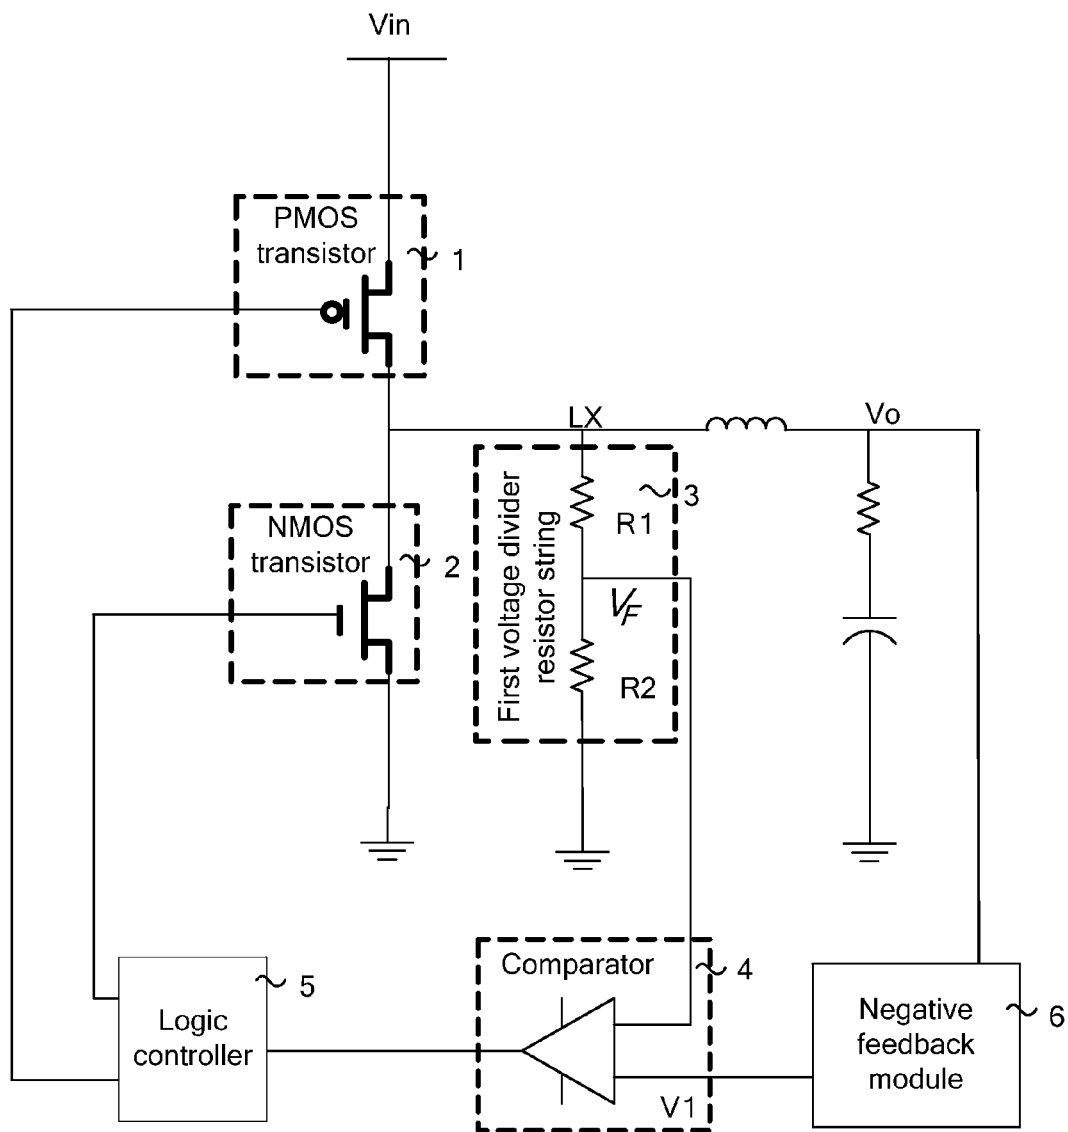 Vin
PMOS
transistor
1
LX
Vo
First voltage divider
resistor string
3
R1
NMOS
transistor
2
VF
R2
Comparator
4
Logic
controller
5
Negative
feedback
module
6
V1